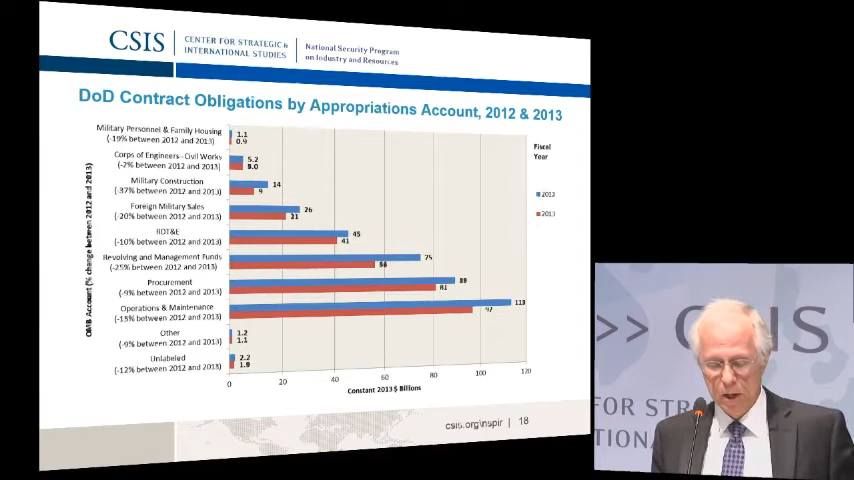 CSIS
CENTER FOR STRATEGIC &
INTERNATIONAL STUDIES
National Security Program
on Industry and Resources
DoD Contract Obligations by Appropriations Account, 2012 & 2013
OMB Account (% change between 2012 and 2013)
Military Personnel & Family Housing
(-19% between 2012 and 2013)
1.1
0.9
Corps of Engineers--Civil Works
(-2% between 2012 and 2013)
5.2
5.0
Military Construction
(-37% between 2012 and 2013)
14
9
Foreign Military Sales
(-20% between 2012 and 2013)
26
21
RDT&E
(-10% between 2012 and 2013)
45
41
Revolving and Management Funds
(-25% between 2012 and 2013)
75
56
Procurement
(-9% between 2012 and 2013)
89
81
Operations & Maintenance
(-13% between 2012 and 2013)
113
97
Other
(-9% between 2012 and 2013)
1.2
1.1
Unlabeled
(-12% between 2012 and 2013)
2.2
1.9
0 20 40 60 80 100 120
Constant 2013 $ Billions
Fiscal
Year
2012
2013
csis.org\nspir | 18
>> CSIS
FOR STR
TIONA